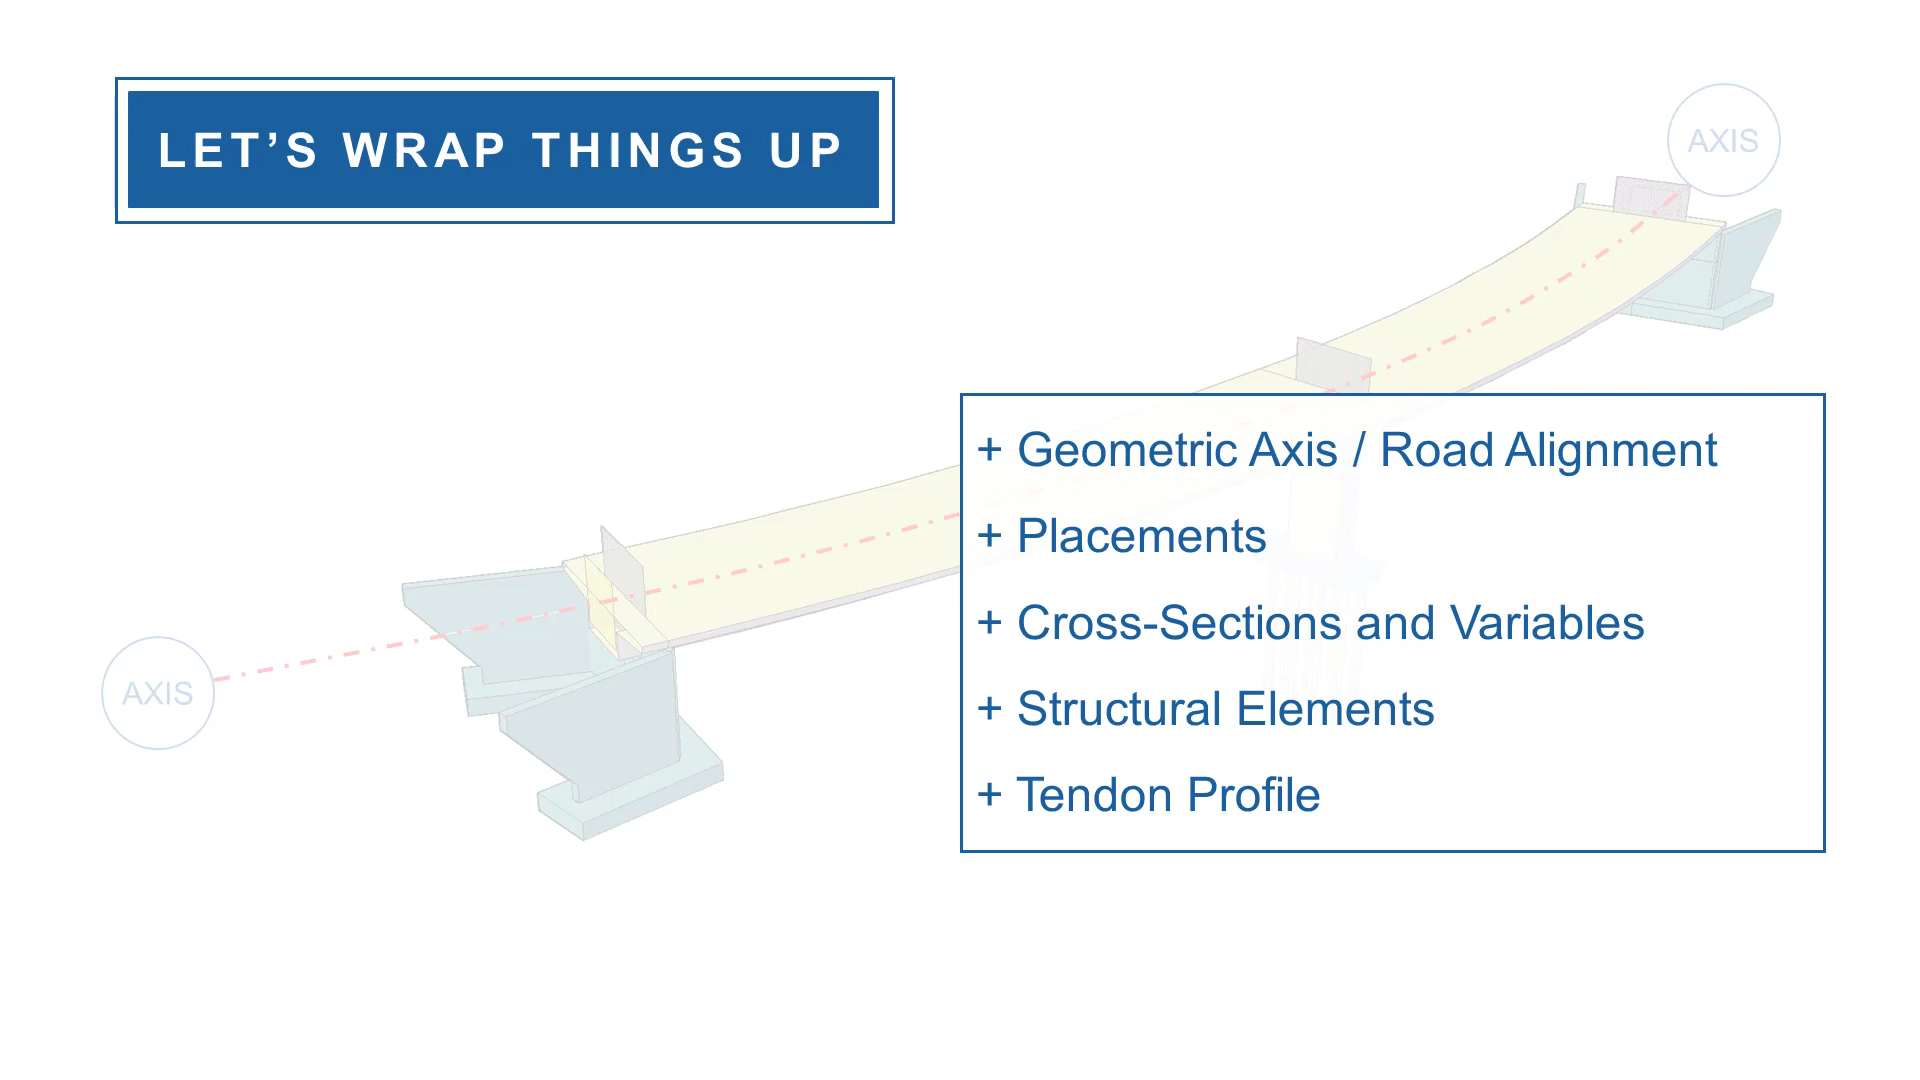 LET’S WRAP THINGS UP
AXIS
+ Geometric Axis / Road Alignment
+ Placements
+ Cross-Sections and Variables
+ Structural Elements
+ Tendon Profile
AXIS